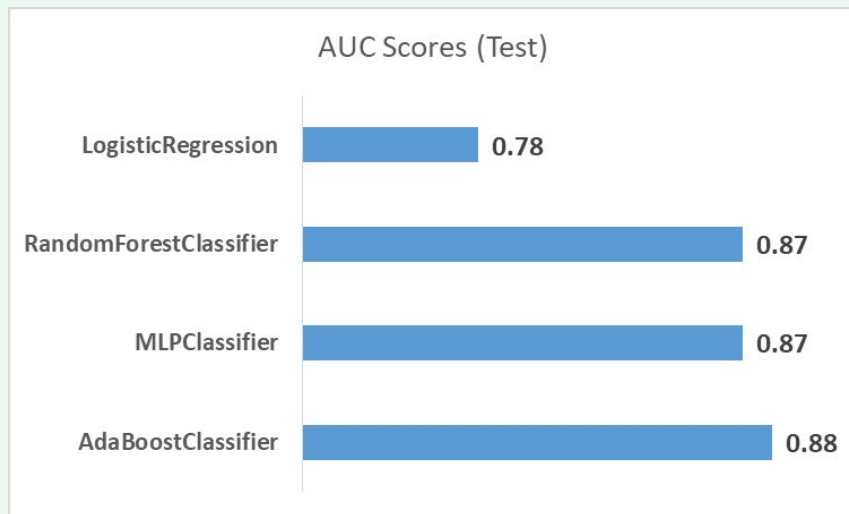 AUC Scores (Test)
LogisticRegression 0.78
RandomForestClassifier 0.87
MLPClassifier 0.87
AdaBoostClassifier 0.88